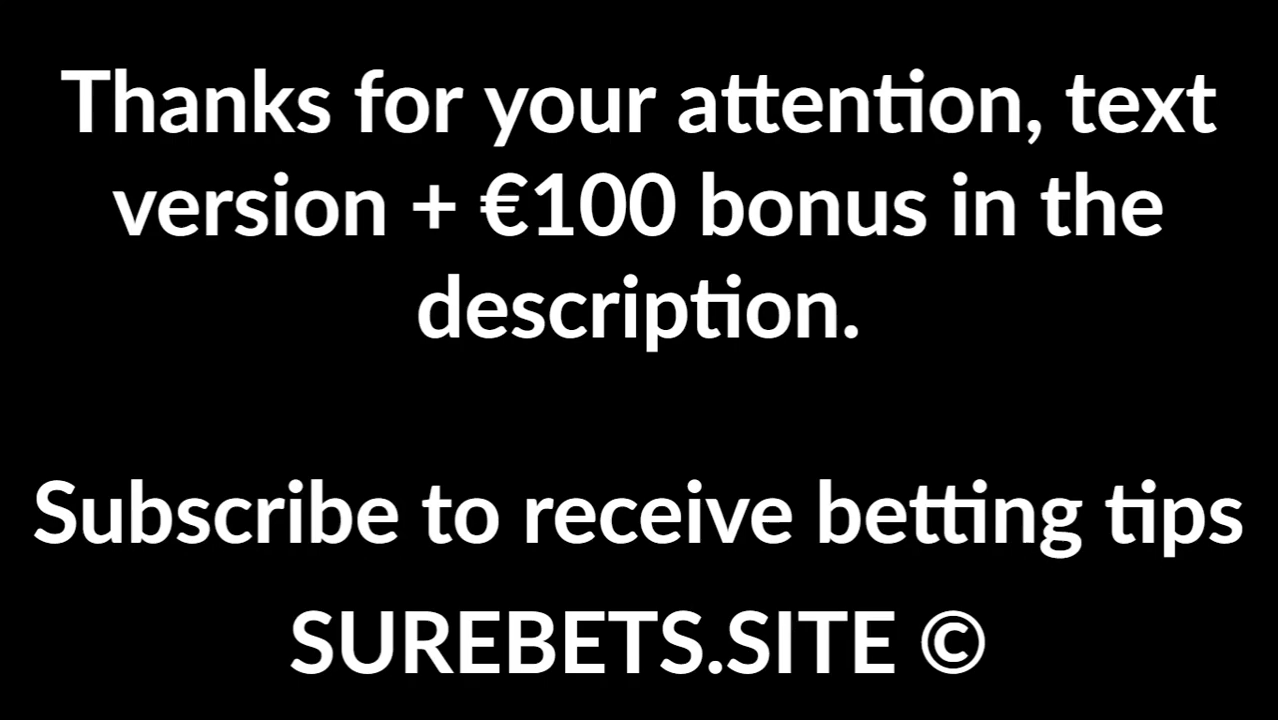 Thanks for your attention, text
version + €100 bonus in the
description.
Subscribe to receive betting tips
SUREBETS.SITE ©